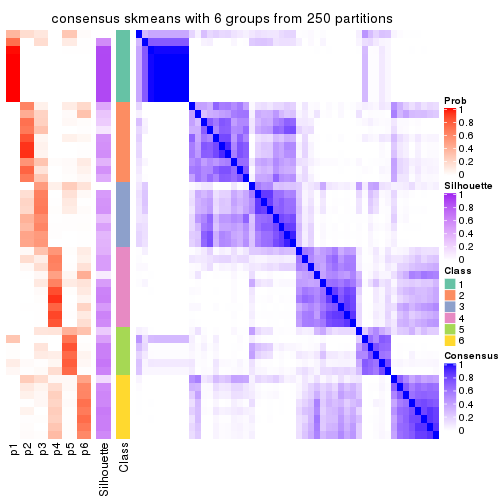 consensus skmeans with 6 groups from 250 partitions
Prob
1
0.8
0.6
0.4
0.2
0
Silhouette
1
0.8
0.6
0.4
0.2
0
Class
1
2
3
4
5
6
Consensus
1
0.8
0.6
0.4
0.2
0
p1
p2
p3
p4
p5
p6
Silhouette
Class